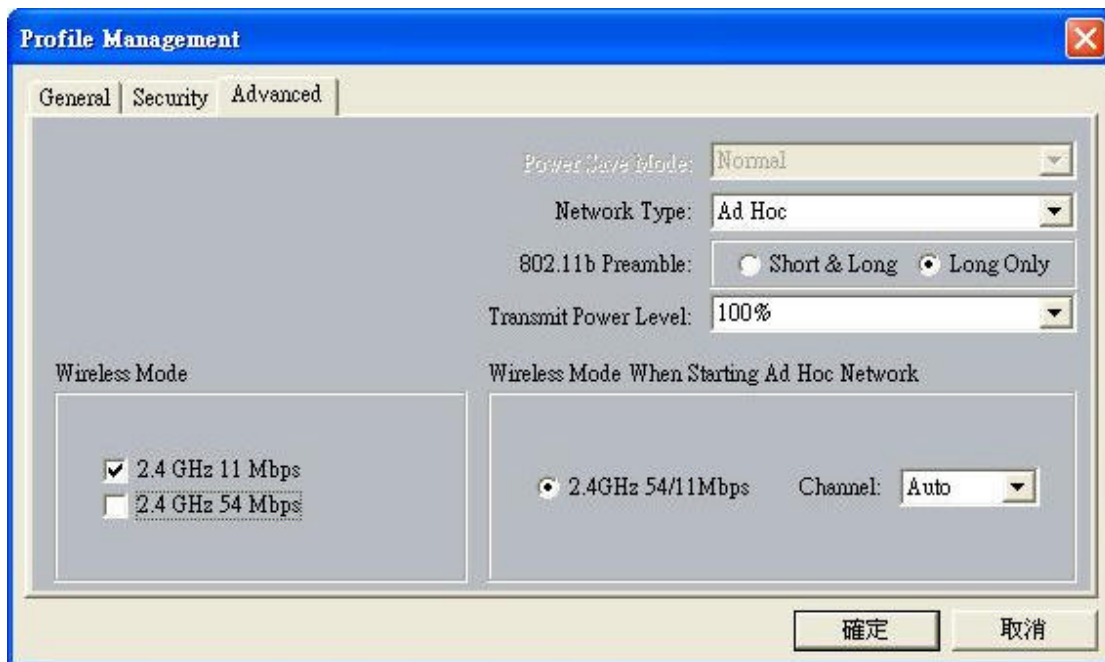 Profile Management
General
Security
Advanced
Power Save Mode: Normal
Network Type: Ad Hoc
802.11b Preamble: Short & Long Long Only
Transmit Power Level: 100%
Wireless Mode
2.4 GHz 11 Mbps
2.4 GHz 54 Mbps
Wireless Mode When Starting Ad Hoc Network
2.4GHz 54/11Mbps Channel: Auto
確定
取消